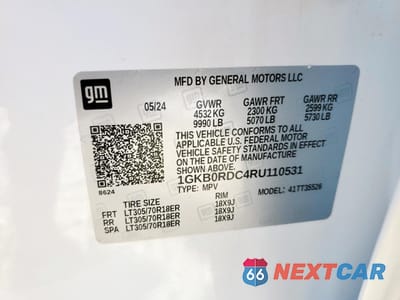 gm
MFD BY GENERAL MOTORS LLC
05/24 GVWR GAWR FRT GAWR RR
4532 KG 2300 KG 2599 KG
9990 LB 5070 LB 5730 LB
THIS VEHICLE CONFORMS TO ALL
APPLICABLE U.S. FEDERAL MOTOR
VEHICLE SAFETY STANDARDS IN EFFECT ON
THE DATE OF MANUFACTURE SHOWN ABOVE.
1GKB0RDC4RU110531
8624
TYPE: MPV MODEL: 41TT35526
TIRE SIZE RIM
FRT LT305/70R18ER 18X9J
RR LT305/70R18ER 18X9J
SPA LT305/70R18ER 18X9J
66 NEXTCAR